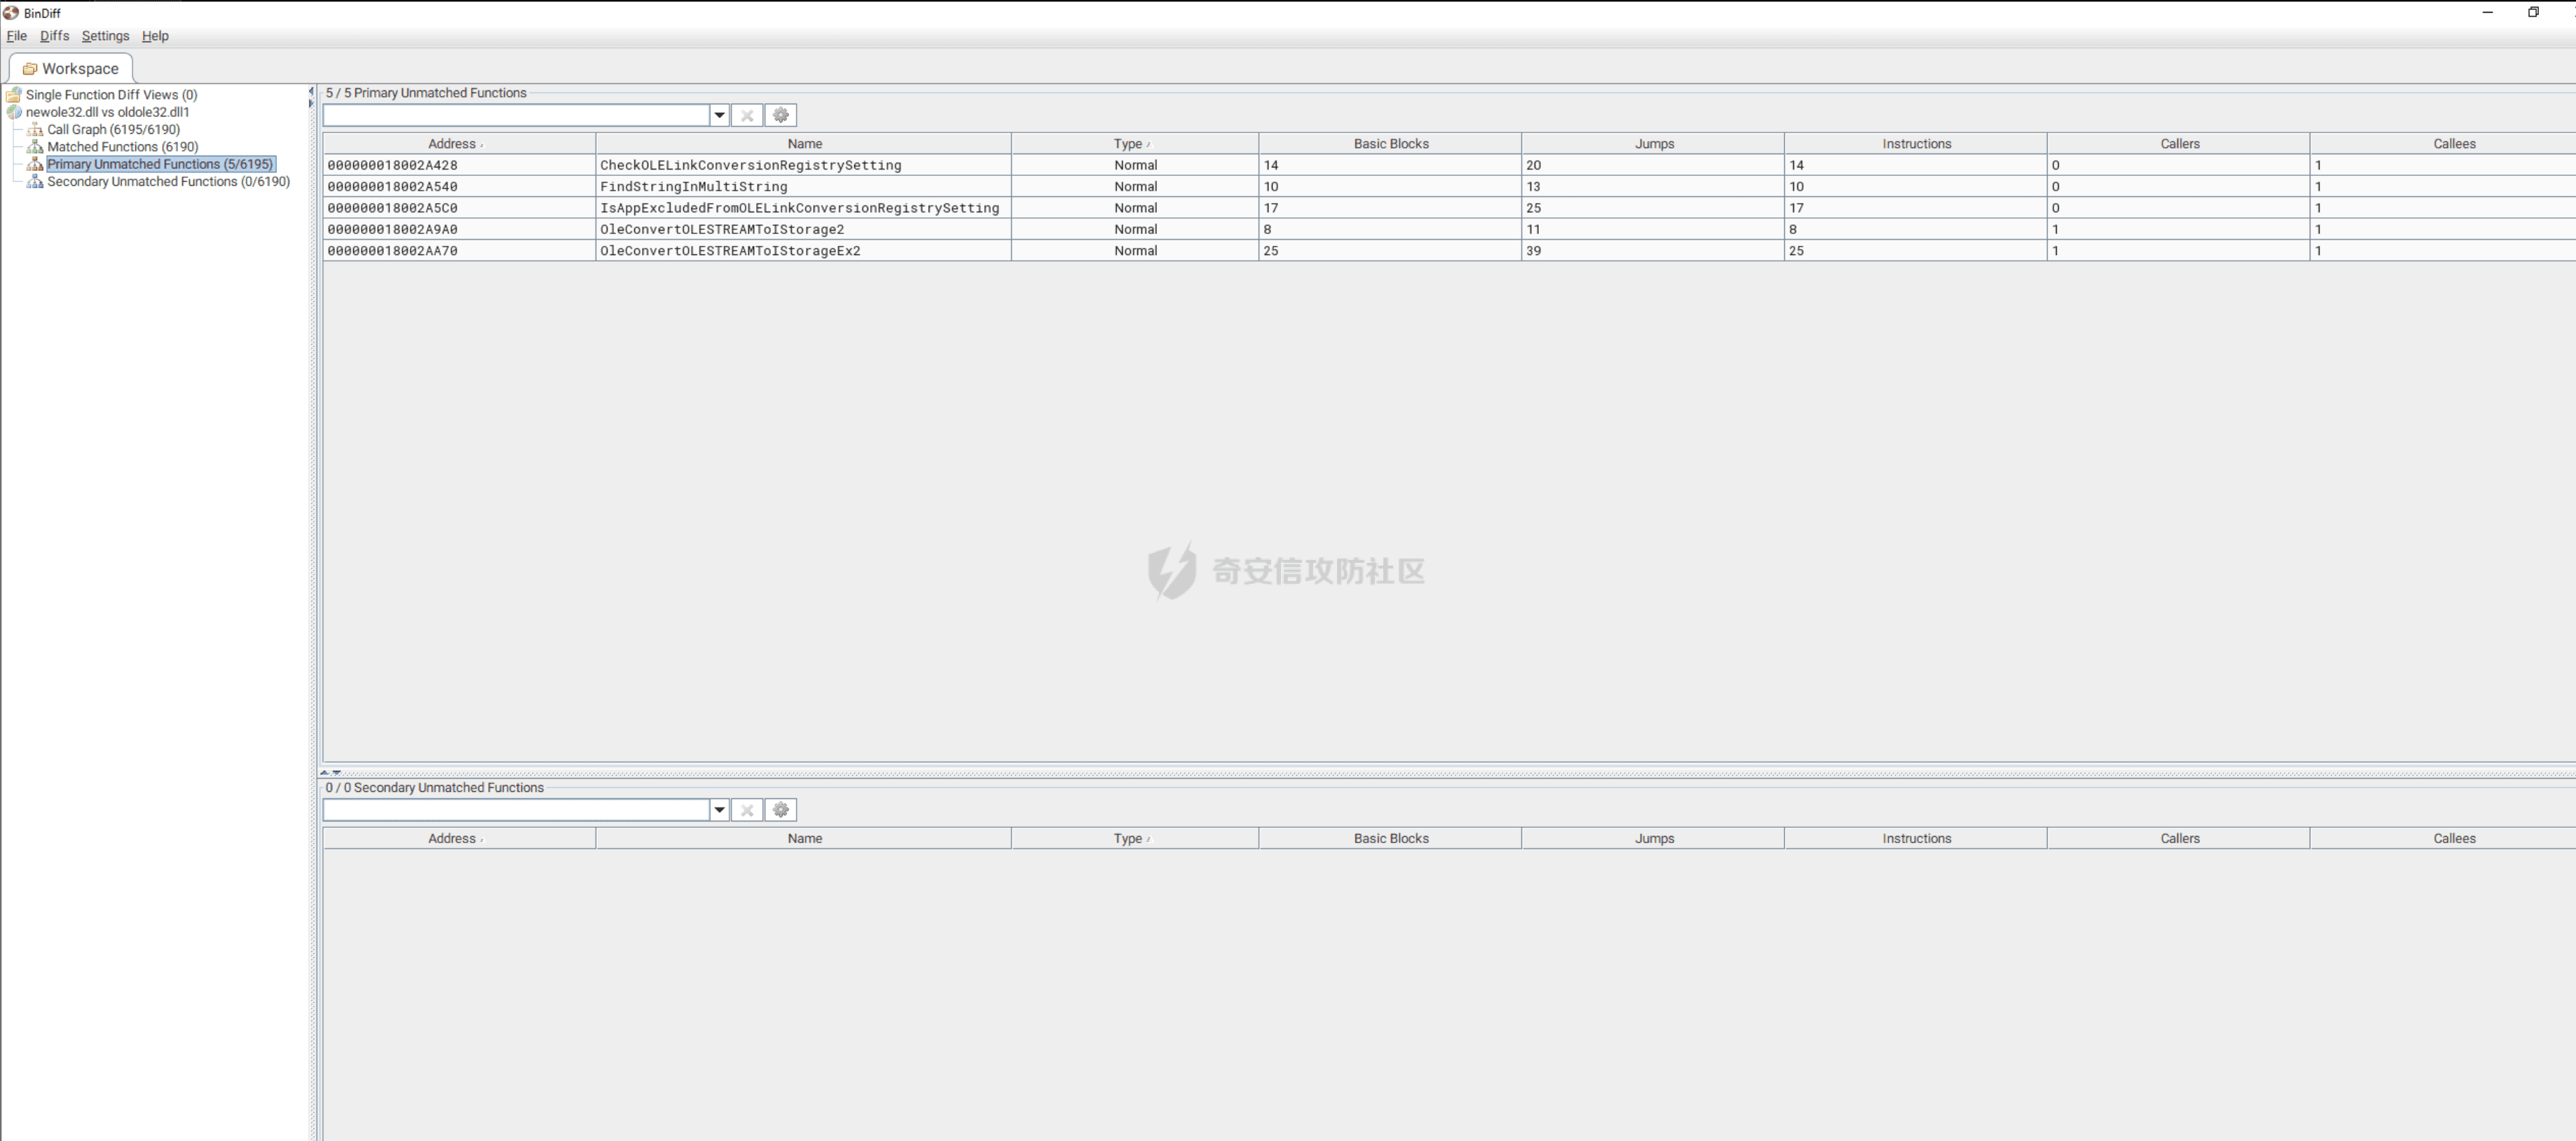 BinDiff
File Diffs Settings Help
Workspace
Single Function Diff Views (0)
newole32.dll vs oldole32.dll1
Call Graph (6195/6190)
Matched Functions (6190)
Primary Unmatched Functions (5/6195)
Secondary Unmatched Functions (0/6190)
5 / 5 Primary Unmatched Functions
Address Name Type Basic Blocks Jumps Instructions Callers Callees
000000018002A428 CheckOLELinkConversionRegistrySetting Normal 14 20 14 0 1
000000018002A540 FindStringInMultiString Normal 10 13 10 0 1
000000018002A5C0 IsAppExcludedFromOLELinkConversionRegistrySetting Normal 17 25 17 0 1
000000018002A9A0 OleConvertOLESTREAMToIStorage2 Normal 8 11 8 1 1
000000018002AA70 OleConvertOLESTREAMToIStorageEx2 Normal 25 39 25 1 1
奇安信攻防社区
0 / 0 Secondary Unmatched Functions
Address Name Type Basic Blocks Jumps Instructions Callers Callees